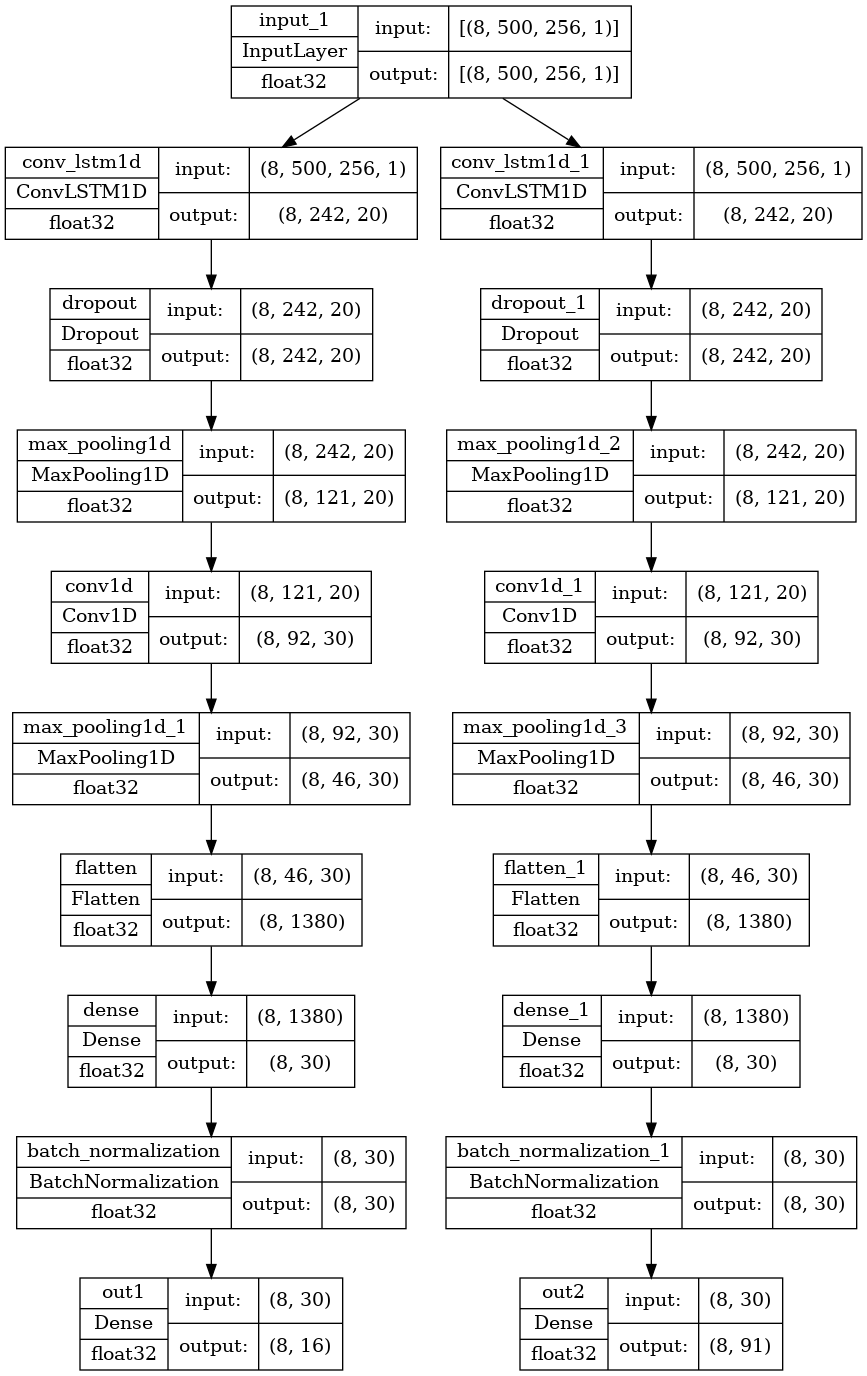 input_1
InputLayer
float32
input:
[(8, 500, 256, 1)]
output:
[(8, 500, 256, 1)]
conv_lstm1d
ConvLSTM1D
float32
input:
(8, 500, 256, 1)
output:
(8, 242, 20)
conv_lstm1d_1
ConvLSTM1D
float32
input:
(8, 500, 256, 1)
output:
(8, 242, 20)
dropout
Dropout
float32
input:
(8, 242, 20)
output:
(8, 242, 20)
dropout_1
Dropout
float32
input:
(8, 242, 20)
output:
(8, 242, 20)
max_pooling1d
MaxPooling1D
float32
input:
(8, 242, 20)
output:
(8, 121, 20)
max_pooling1d_2
MaxPooling1D
float32
input:
(8, 242, 20)
output:
(8, 121, 20)
conv1d
Conv1D
float32
input:
(8, 121, 20)
output:
(8, 92, 30)
conv1d_1
Conv1D
float32
input:
(8, 121, 20)
output:
(8, 92, 30)
max_pooling1d_1
MaxPooling1D
float32
input:
(8, 92, 30)
output:
(8, 46, 30)
max_pooling1d_3
MaxPooling1D
float32
input:
(8, 92, 30)
output:
(8, 46, 30)
flatten
Flatten
float32
input:
(8, 46, 30)
output:
(8, 1380)
flatten_1
Flatten
float32
input:
(8, 46, 30)
output:
(8, 1380)
dense
Dense
float32
input:
(8, 1380)
output:
(8, 30)
dense_1
Dense
float32
input:
(8, 1380)
output:
(8, 30)
batch_normalization
BatchNormalization
float32
input:
(8, 30)
output:
(8, 30)
batch_normalization_1
BatchNormalization
float32
input:
(8, 30)
output:
(8, 30)
out1
Dense
float32
input:
(8, 30)
output:
(8, 16)
out2
Dense
float32
input:
(8, 30)
output:
(8, 91)